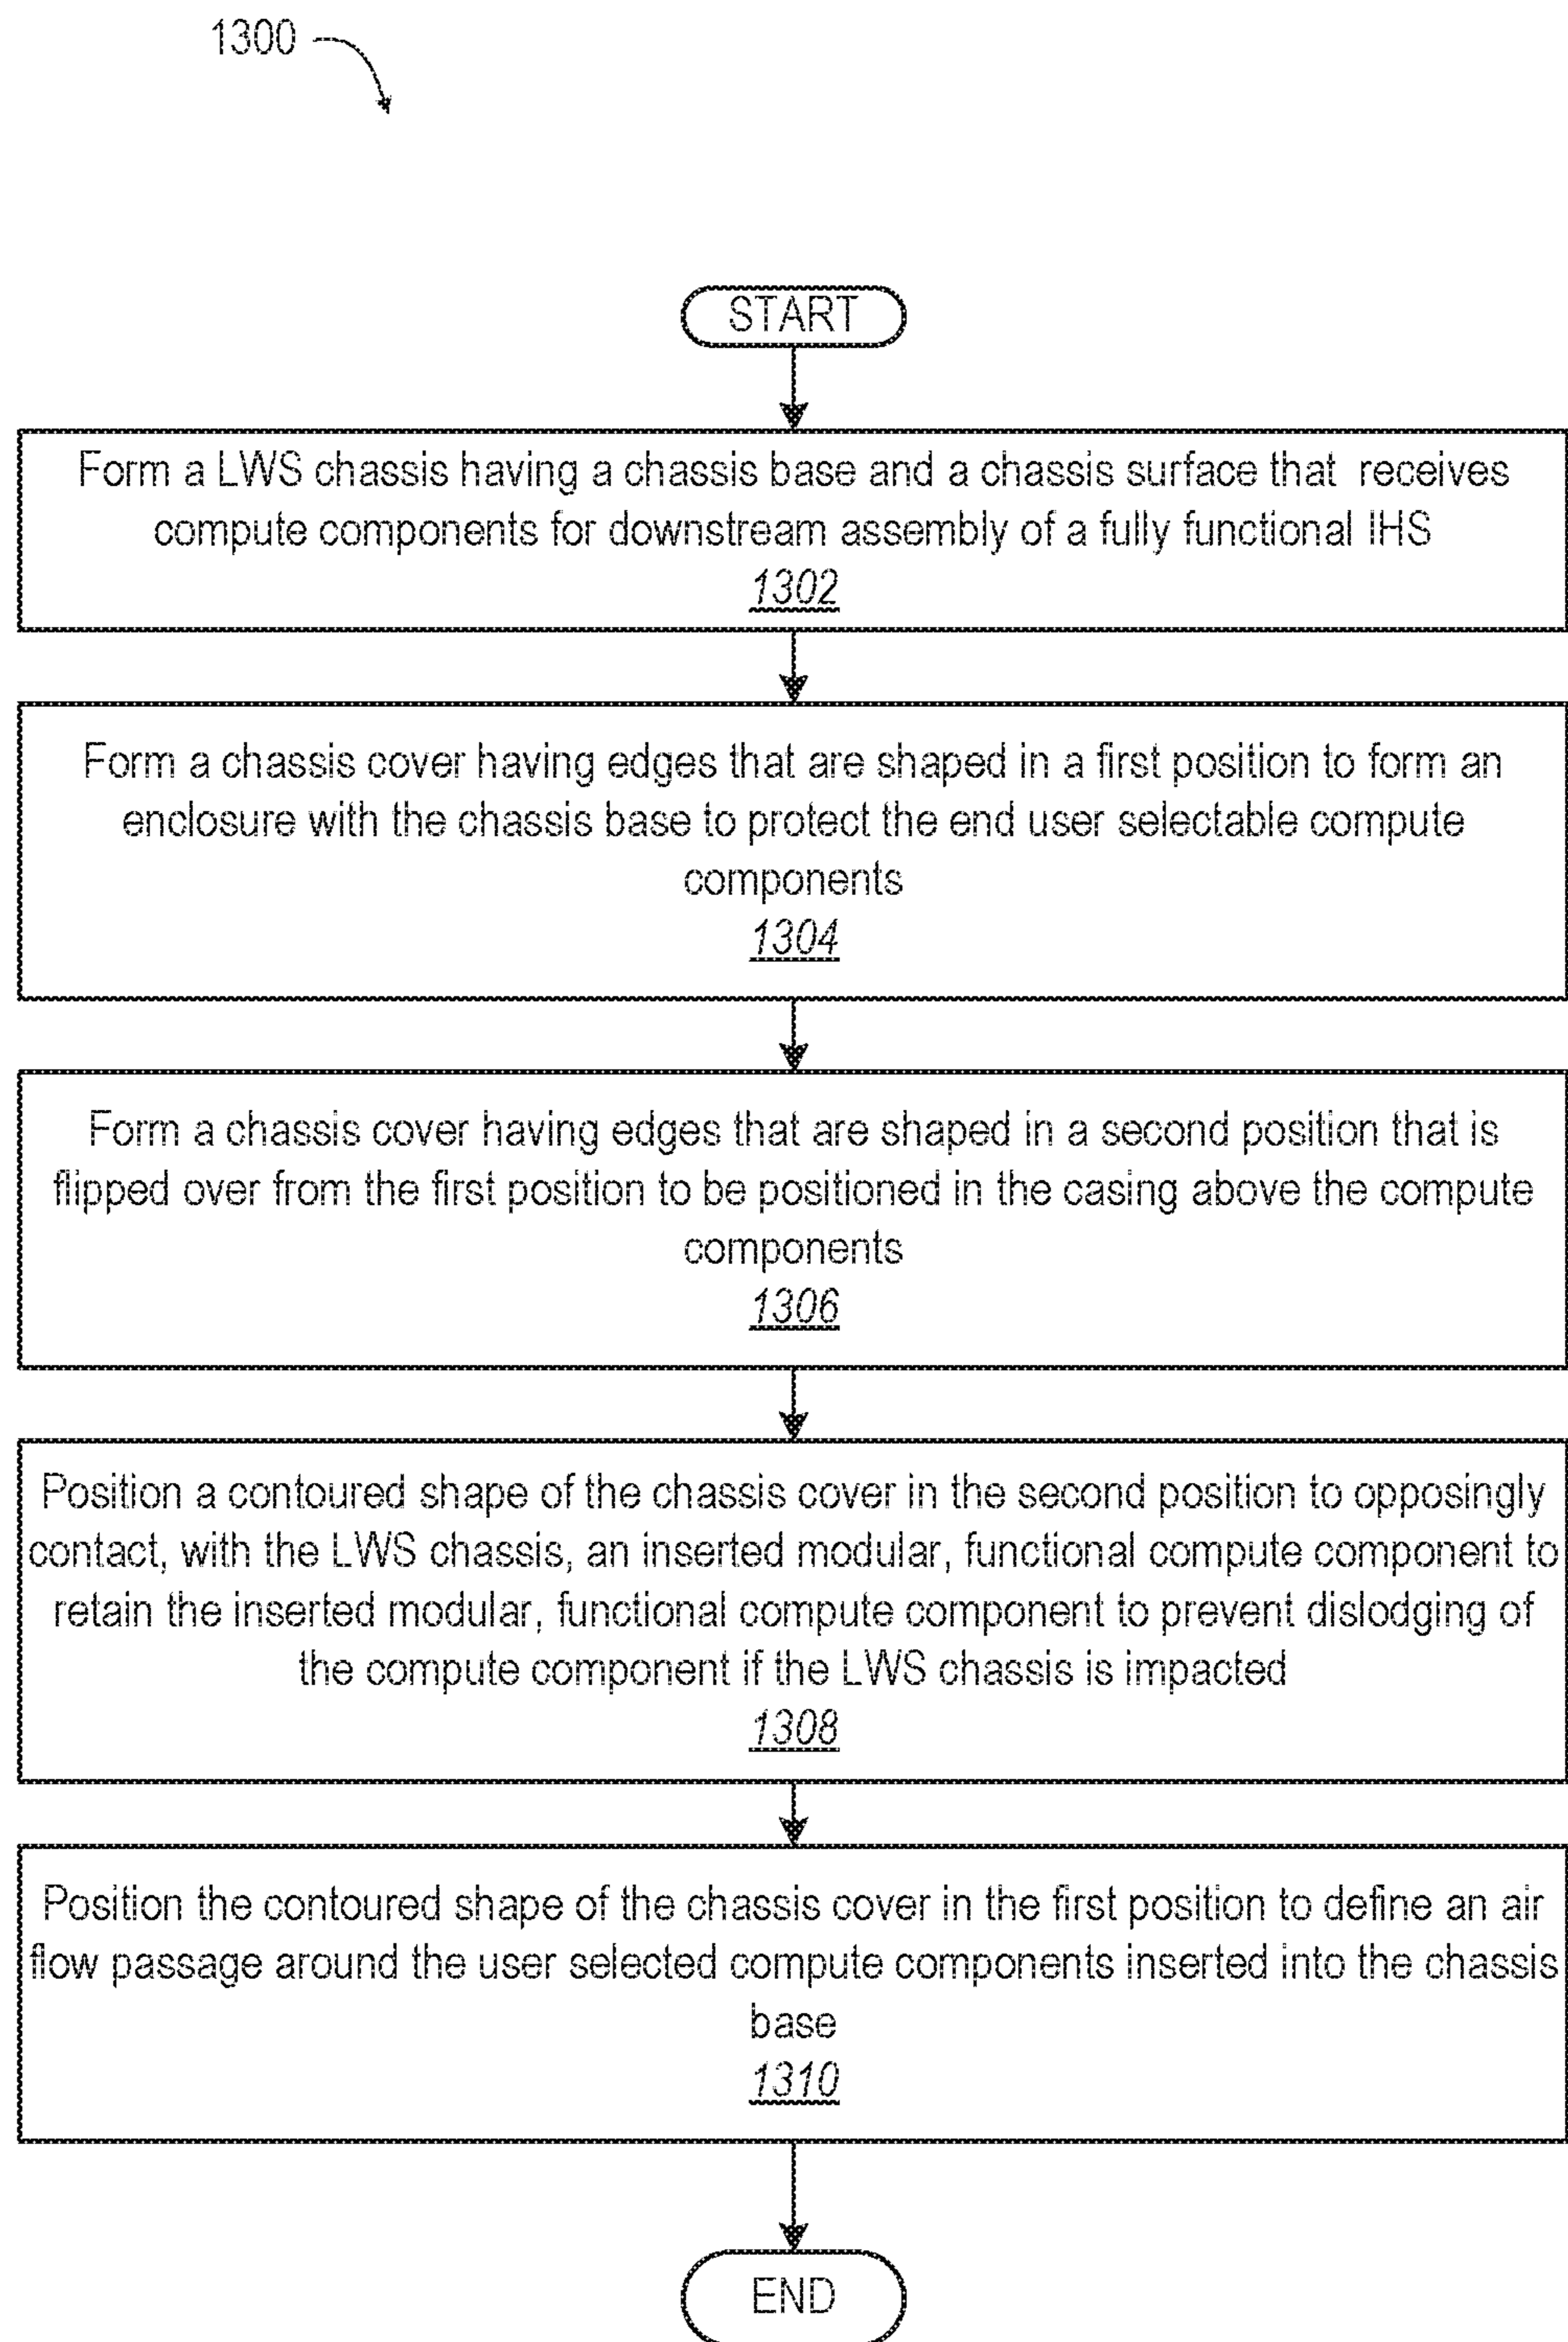 1300
START
Form a LWS chassis having a chassis base and a chassis surface that receives
compute components for downstream assembly of a fully functional IHS
1302
Form a chassis cover having edges that are shaped in a first position to form an
enclosure with the chassis base to protect the end user selectable compute
components
1304
Form a chassis cover having edges that are shaped in a second position that is
flipped over from the first position to be positioned in the casing above the compute
components
1306
Position a contoured shape of the chassis cover in the second position to opposingly
contact, with the LWS chassis, an inserted modular, functional compute component to
retain the inserted modular, functional compute component to prevent dislodging of
the compute component if the LWS chassis is impacted
1308
Position the contoured shape of the chassis cover in the first position to define an air
flow passage around the user selected compute components inserted into the chassis
base
1310
END